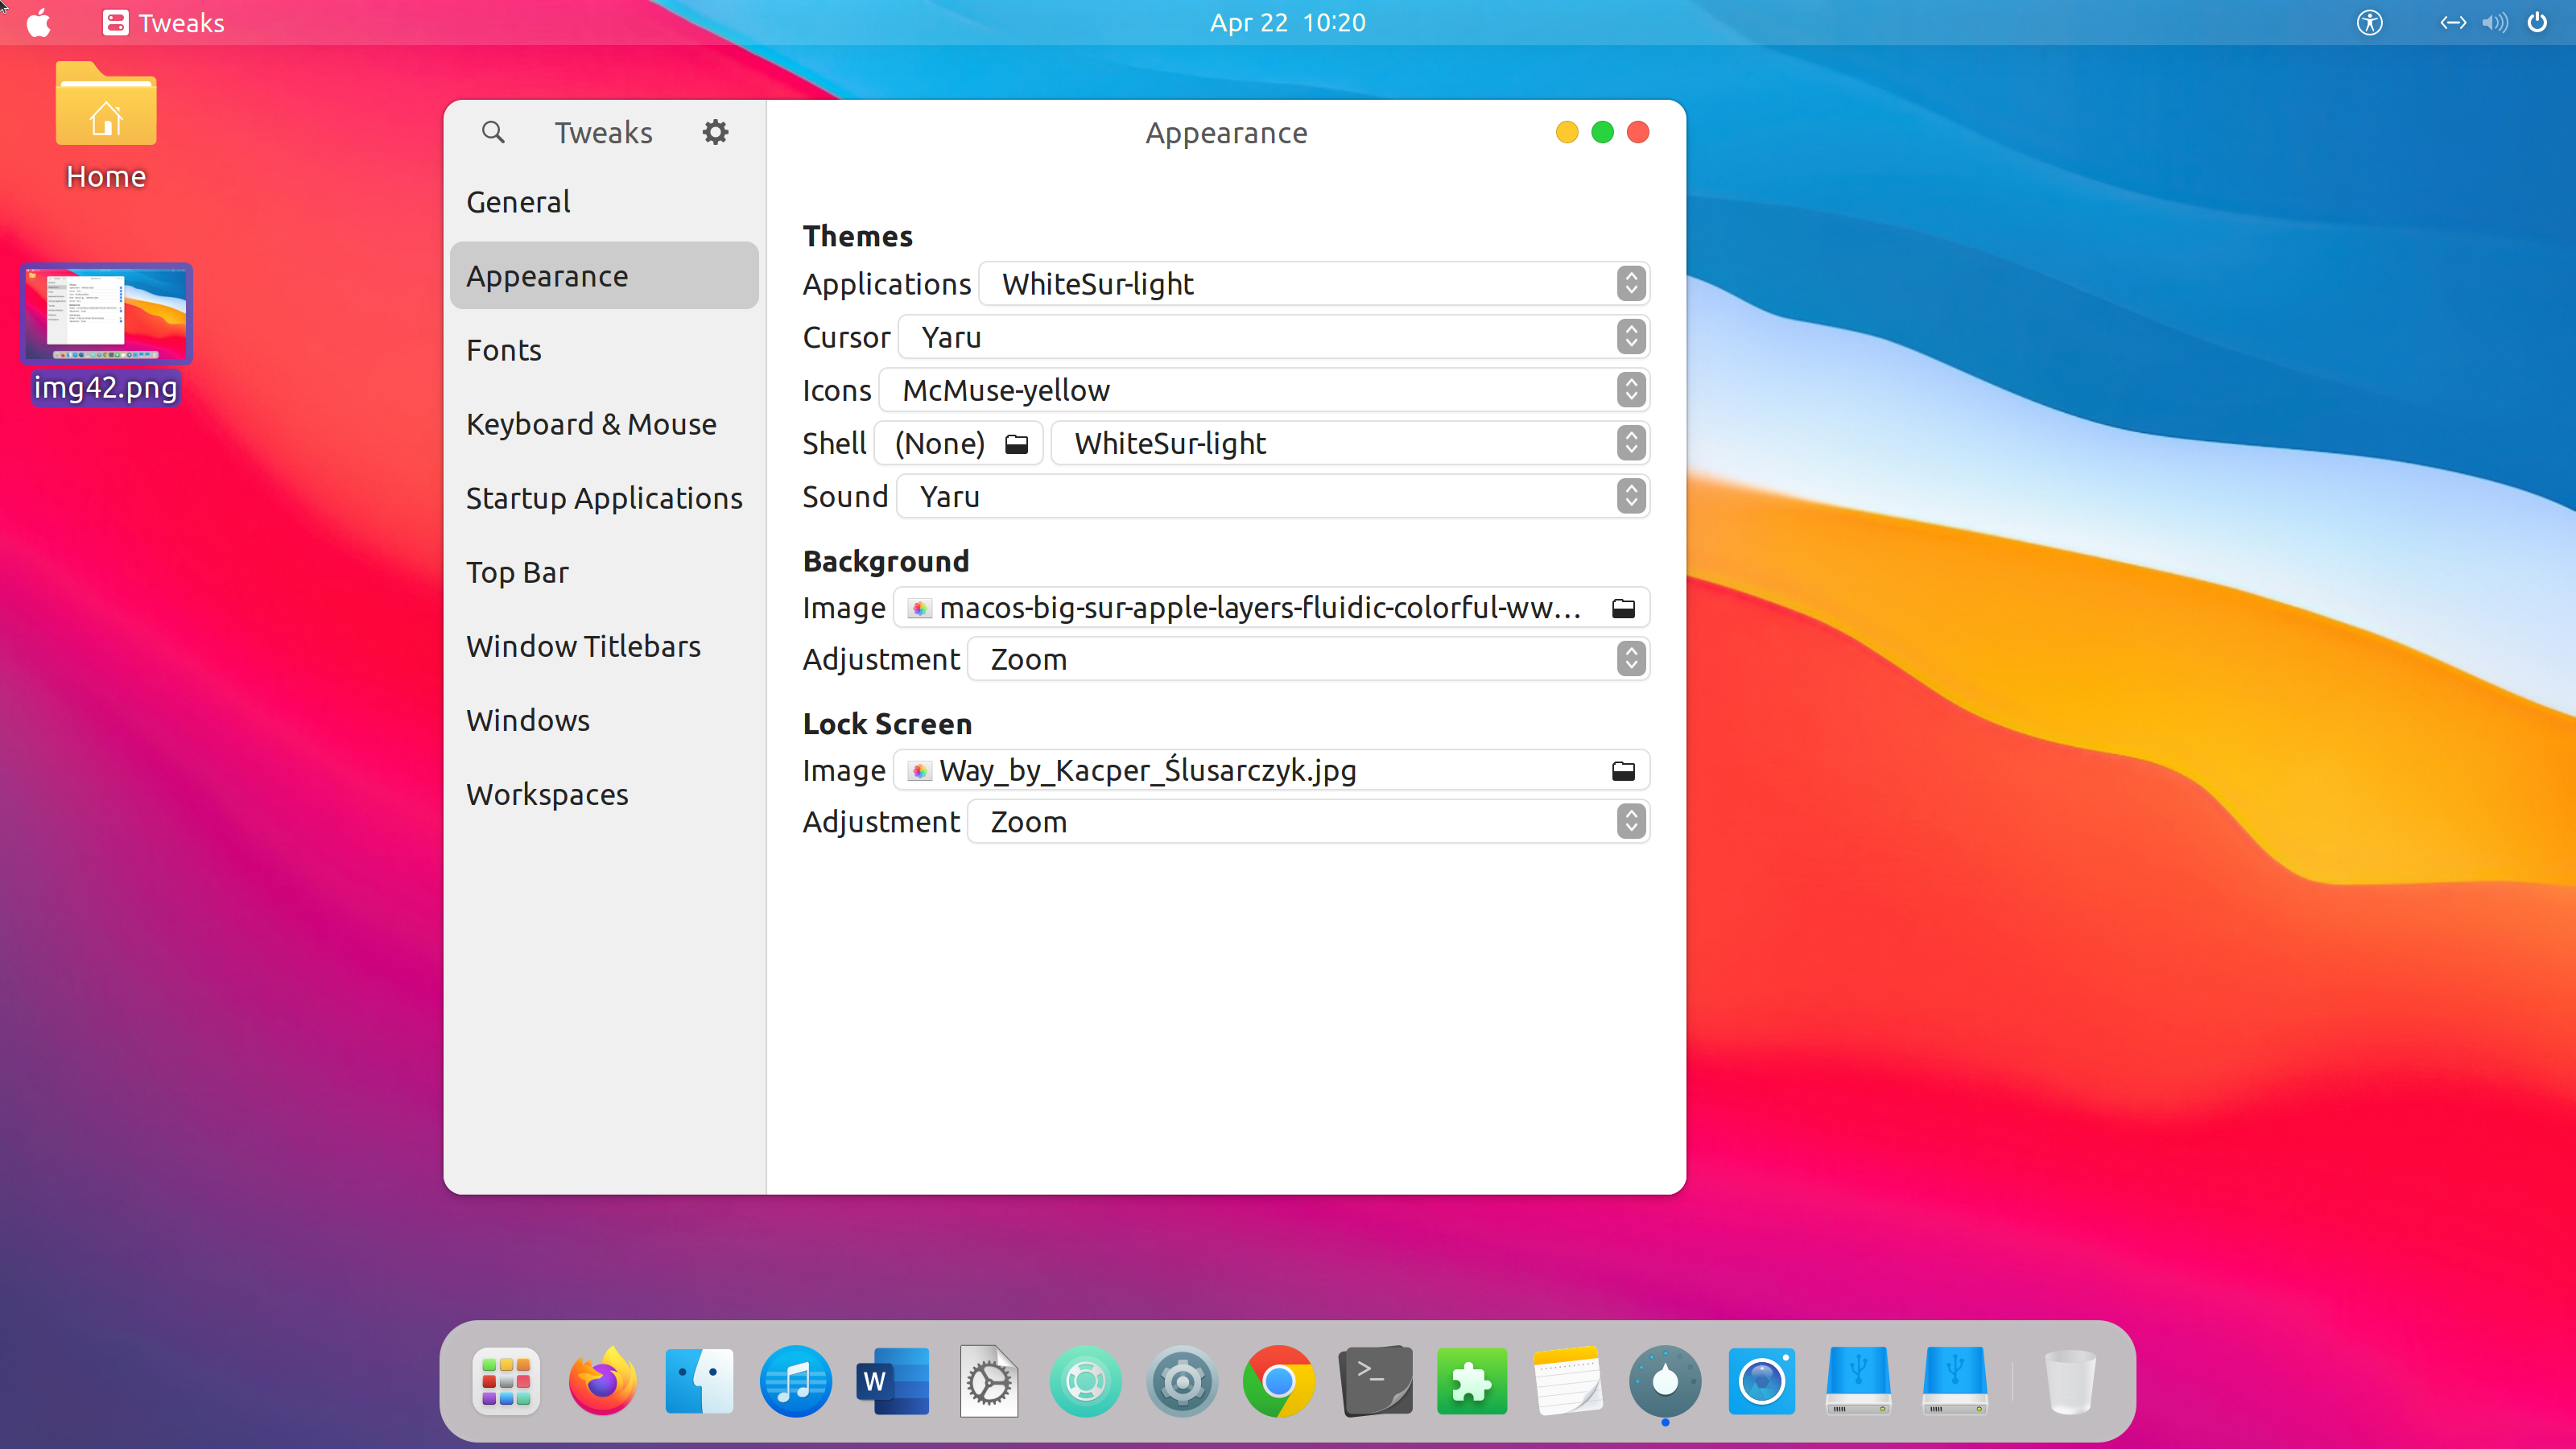 Tweaks
Apr 22 10:20
Home
img42.png
Tweaks
Appearance
General
Appearance
Fonts
Keyboard & Mouse
Startup Applications
Top Bar
Window Titlebars
Windows
Workspaces
Themes
Applications WhiteSur-light
Cursor Yaru
Icons McMuse-yellow
Shell (None) WhiteSur-light
Sound Yaru
Background
Image macos-big-sur-apple-layers-fluidic-colorful-ww…
Adjustment Zoom
Lock Screen
Image Way_by_Kacper_Ślusarczyk.jpg
Adjustment Zoom
W
>_